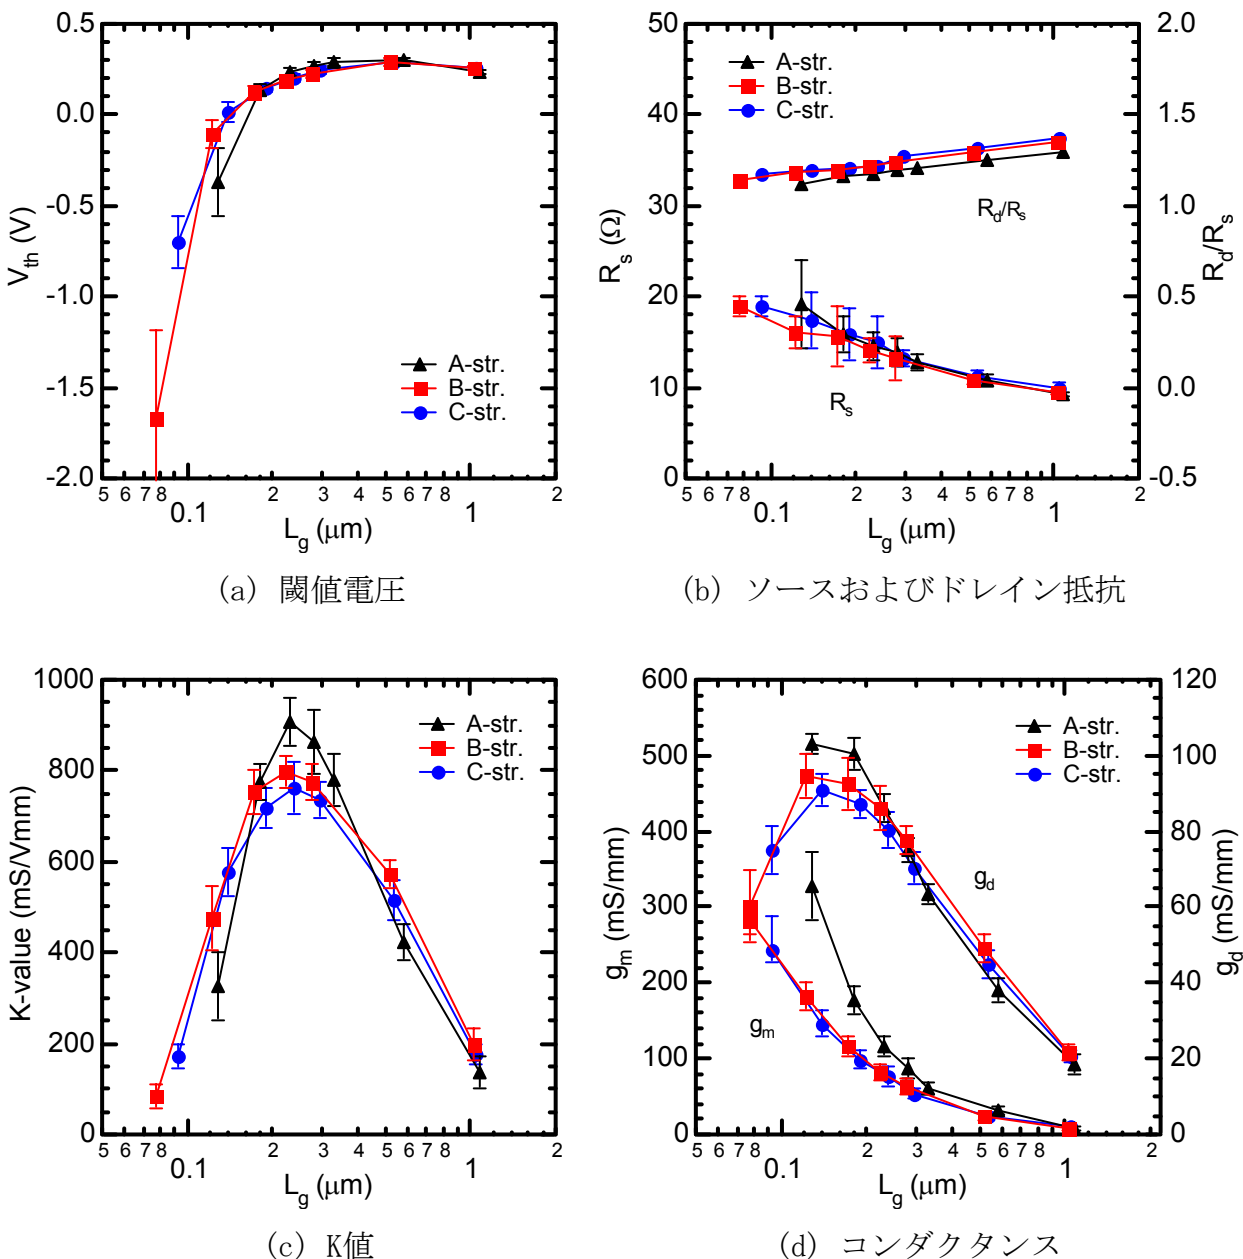 0.5
0.0
-0.5
-1.0
-1.5
-2.0
V_th (V)
A-str.
B-str.
C-str.
5 6 7 8 2 3 4 5 6 7 8 2
0.1 1
L_g (μm)
(a) 閾値電圧
50
40
30
20
10
0
R_s (Ω)
A-str.
B-str.
C-str.
R_d/R_s
R_s
2.0
1.5
1.0
0.5
0.0
-0.5
R_d/R_s
5 6 7 8 2 3 4 5 6 7 8 2
0.1 1
L_g (μm)
(b) ソースおよびドレイン抵抗
1000
800
600
400
200
0
K-value (mS/Vmm)
A-str.
B-str.
C-str.
5 6 7 8 2 3 4 5 6 7 8 2
0.1 1
L_g (μm)
(c) K値
600
500
400
300
200
100
0
g_m (mS/mm)
A-str.
B-str.
C-str.
g_d
g_m
120
100
80
60
40
20
0
g_d (mS/mm)
5 6 7 8 2 3 4 5 6 7 8 2
0.1 1
L_g (μm)
(d) コンダクタンス